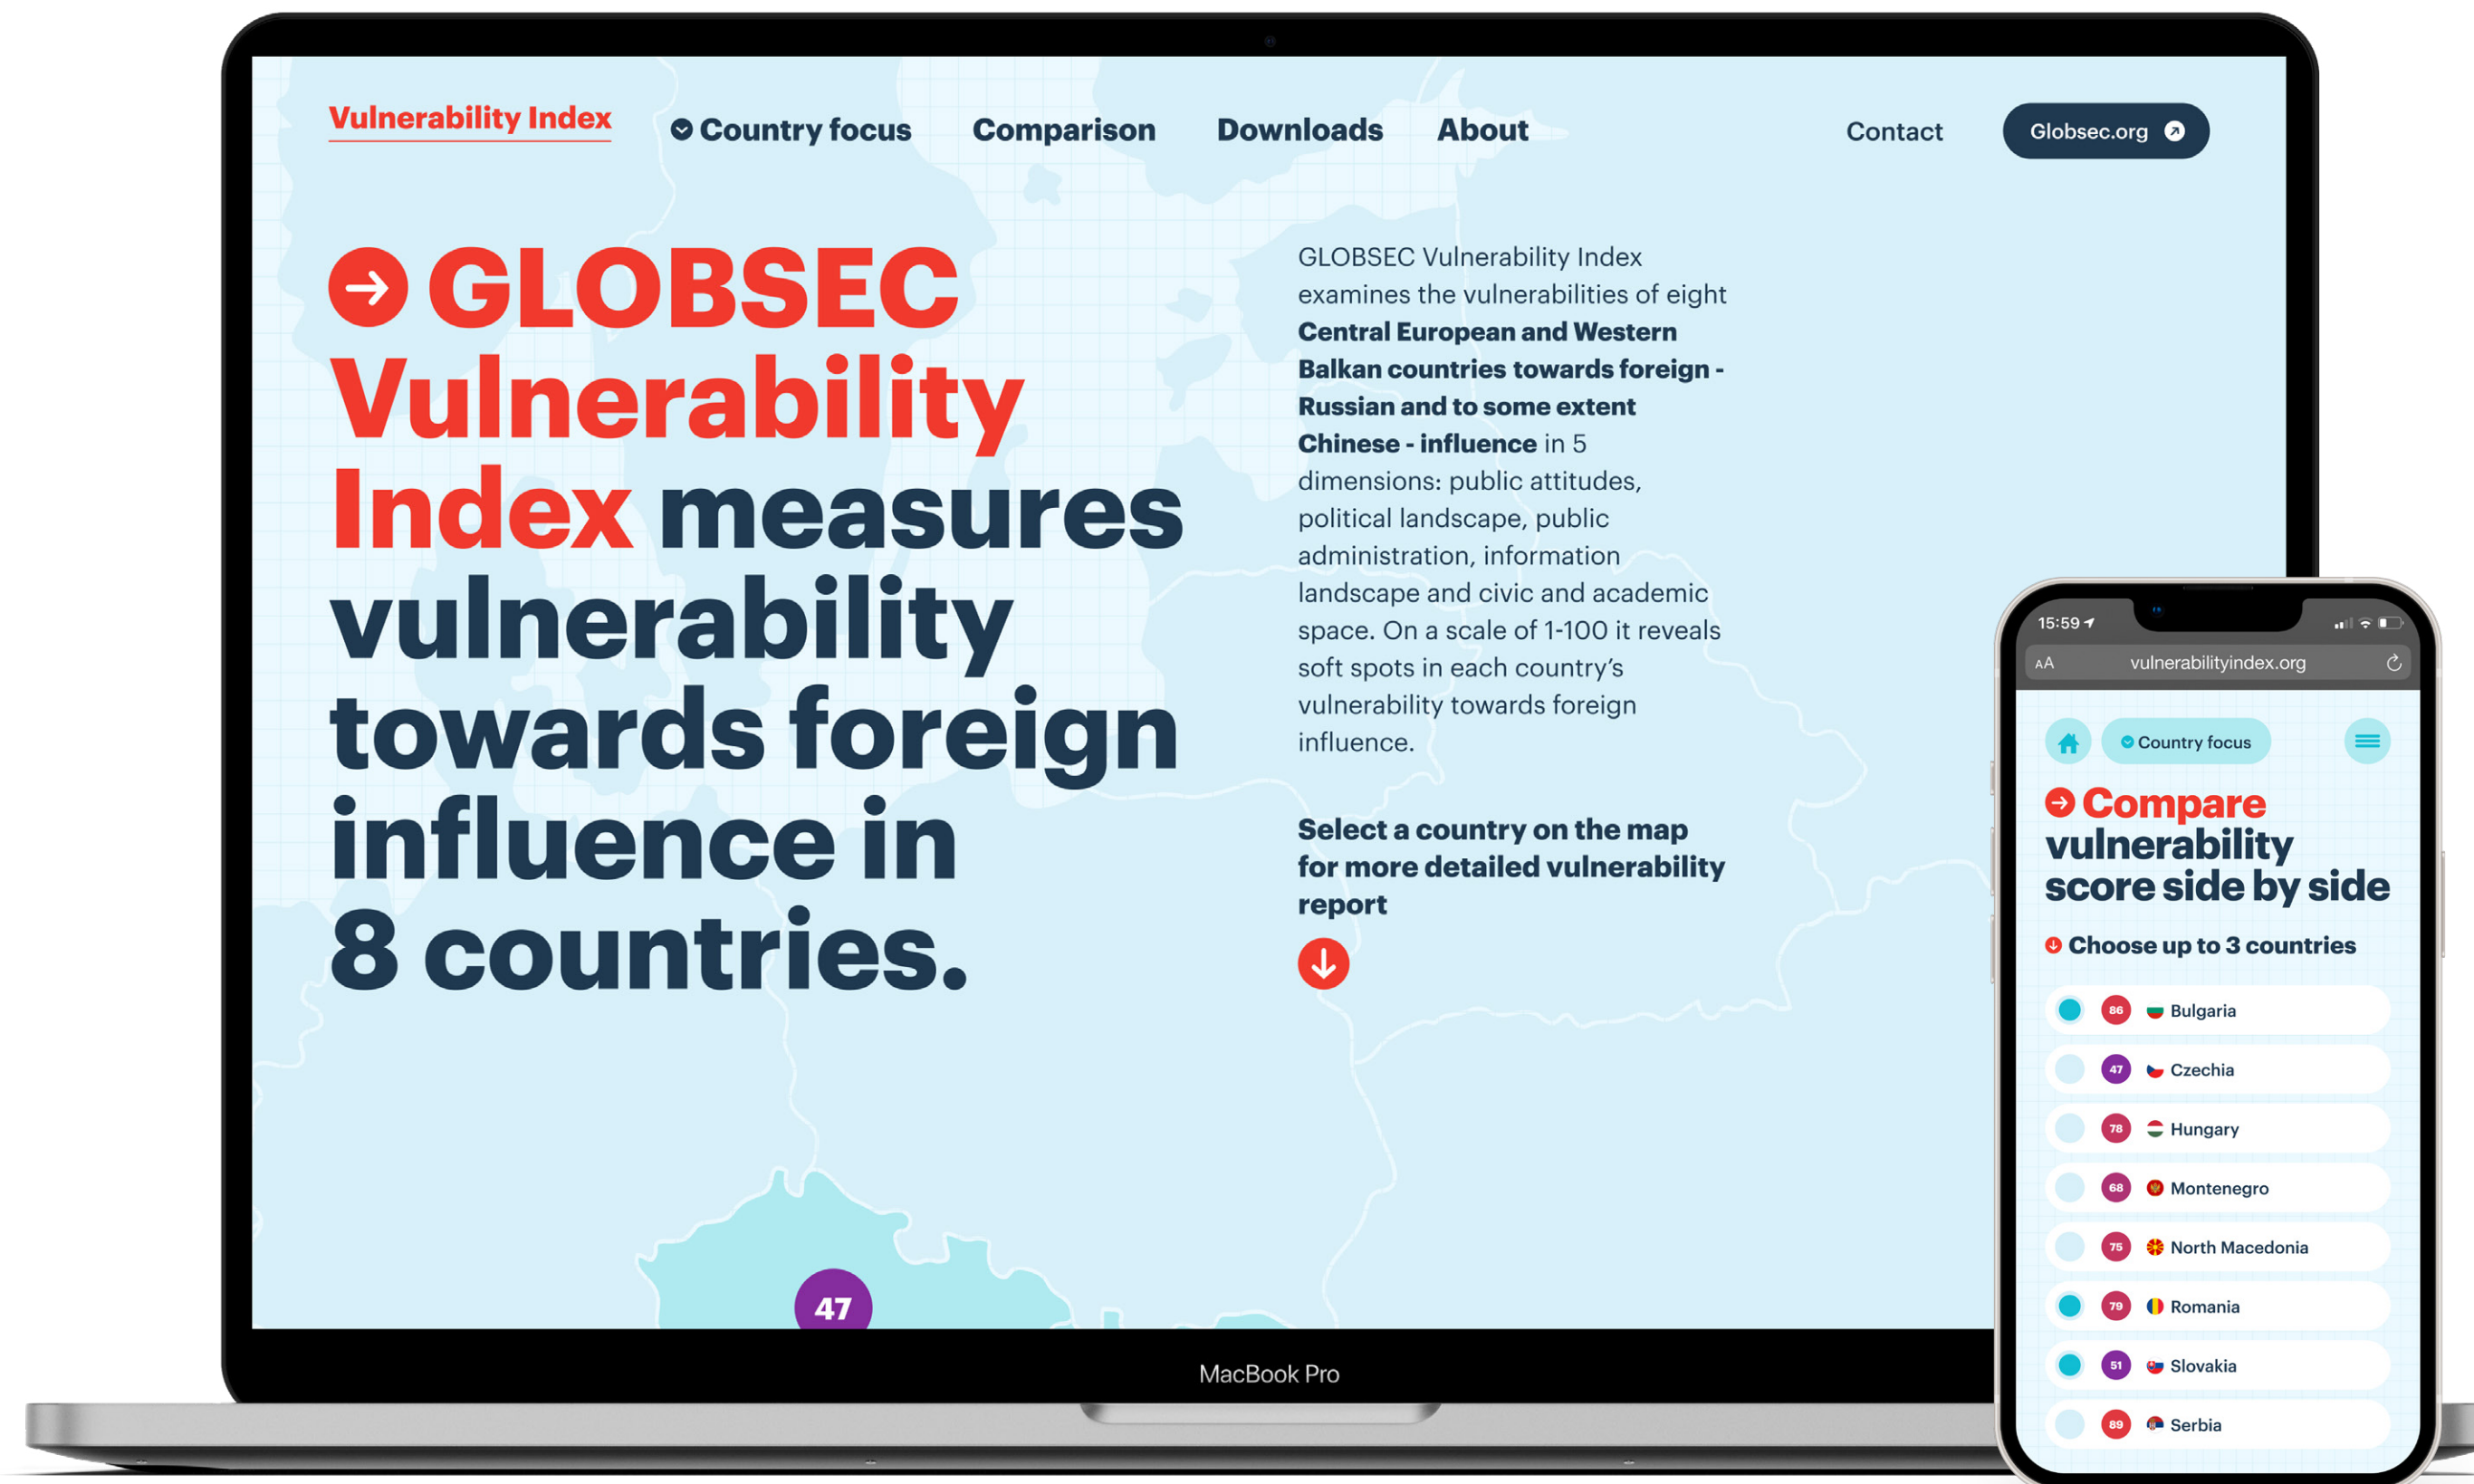 Vulnerability Index
Country focus
Comparison
Downloads
About
Contact
Globsec.org
GLOBSEC
Vulnerability
Index measures
vulnerability
towards foreign
influence in
8 countries.
GLOBSEC Vulnerability Index
examines the vulnerabilities of eight
Central European and Western
Balkan countries towards foreign -
Russian and to some extent
Chinese - influence in 5
dimensions: public attitudes,
political landscape, public
administration, information
landscape and civic and academic
space. On a scale of 1-100 it reveals
soft spots in each country's
vulnerability towards foreign
influence.
Select a country on the map
for more detailed vulnerability
report
47
MacBook Pro
15:59
AA vulnerabilityindex.org
Country focus
Compare
vulnerability
score side by side
Choose up to 3 countries
86 Bulgaria
47 Czechia
78 Hungary
68 Montenegro
75 North Macedonia
79 Romania
51 Slovakia
89 Serbia